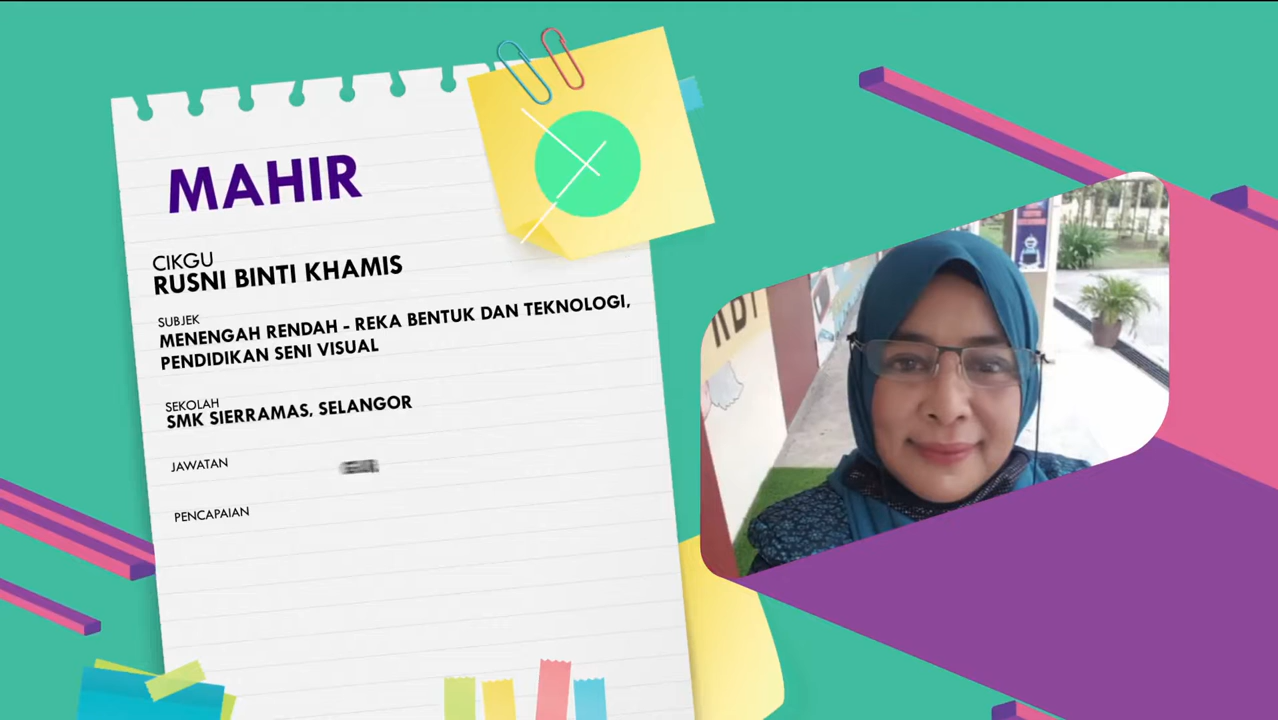 MAHIR
CIKGU
RUSNI BINTI KHAMIS
SUBJEK
MENENGAH RENDAH - REKA BENTUK DAN TEKNOLOGI,
PENDIDIKAN SENI VISUAL
SEKOLAH
SMK SIERRAMAS, SELANGOR
JAWATAN
PENCAPAIAN